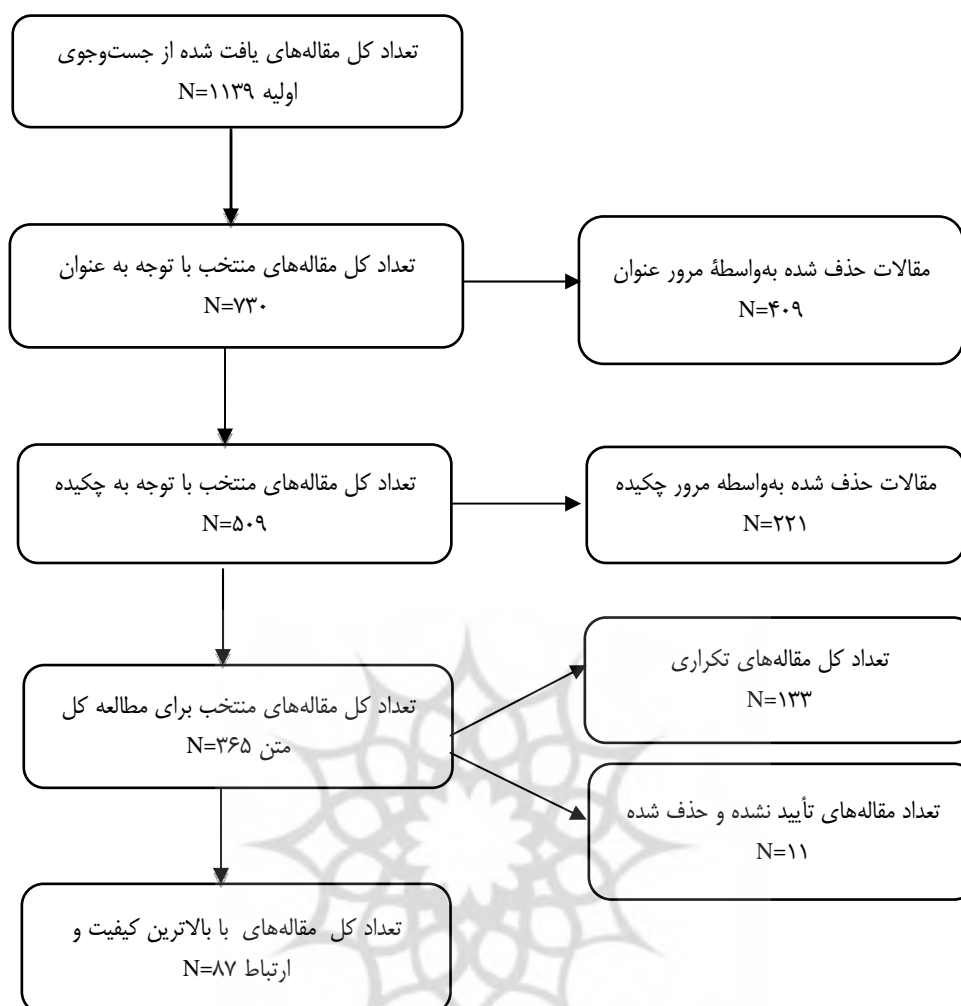 تعداد کل مقاله‌های یافت شده از جست‌وجوی
اولیه N=۱۱۳۹
تعداد کل مقاله‌های منتخب با توجه به عنوان
N=۷۳۰
مقالات حذف شده به‌واسطهٔ مرور عنوان
N=۴۰۹
تعداد کل مقاله‌های منتخب با توجه به چکیده
N=۵۰۹
مقالات حذف شده به‌واسطه مرور چکیده
N=۲۲۱
تعداد کل مقاله‌های تکراری
N=۱۳۳
تعداد کل مقاله‌های منتخب برای مطالعه کل
متن N=۳۶۵
تعداد مقاله‌های تأیید نشده و حذف شده
N=۱۱
تعداد کل مقاله‌های با بالاترین کیفیت و
ارتباط N=۸۷